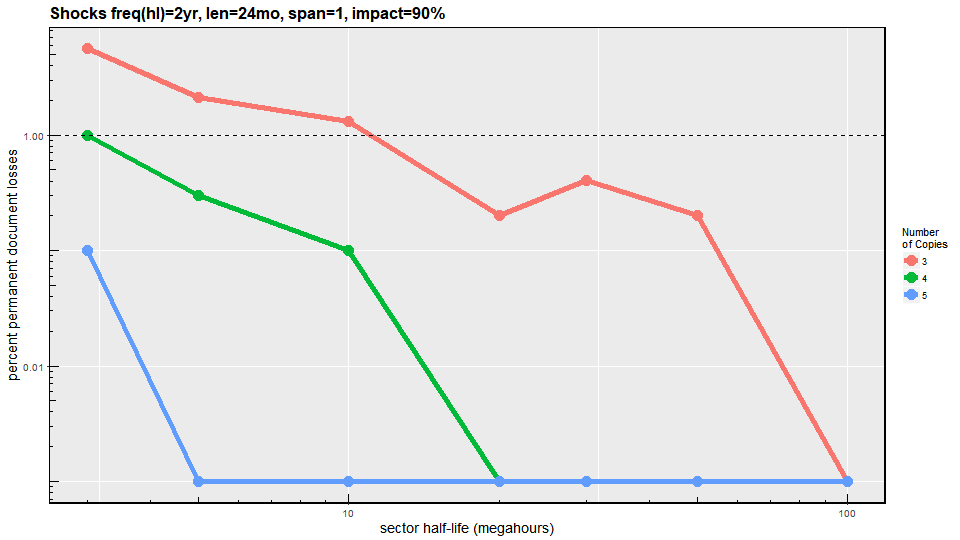 Shocks freq(hl)=2yr, len=24mo, span=1, impact=90%
percent permanent document losses
1.00
0.01
10
100
sector half-life (megahours)
Number
of Copies
3
4
5